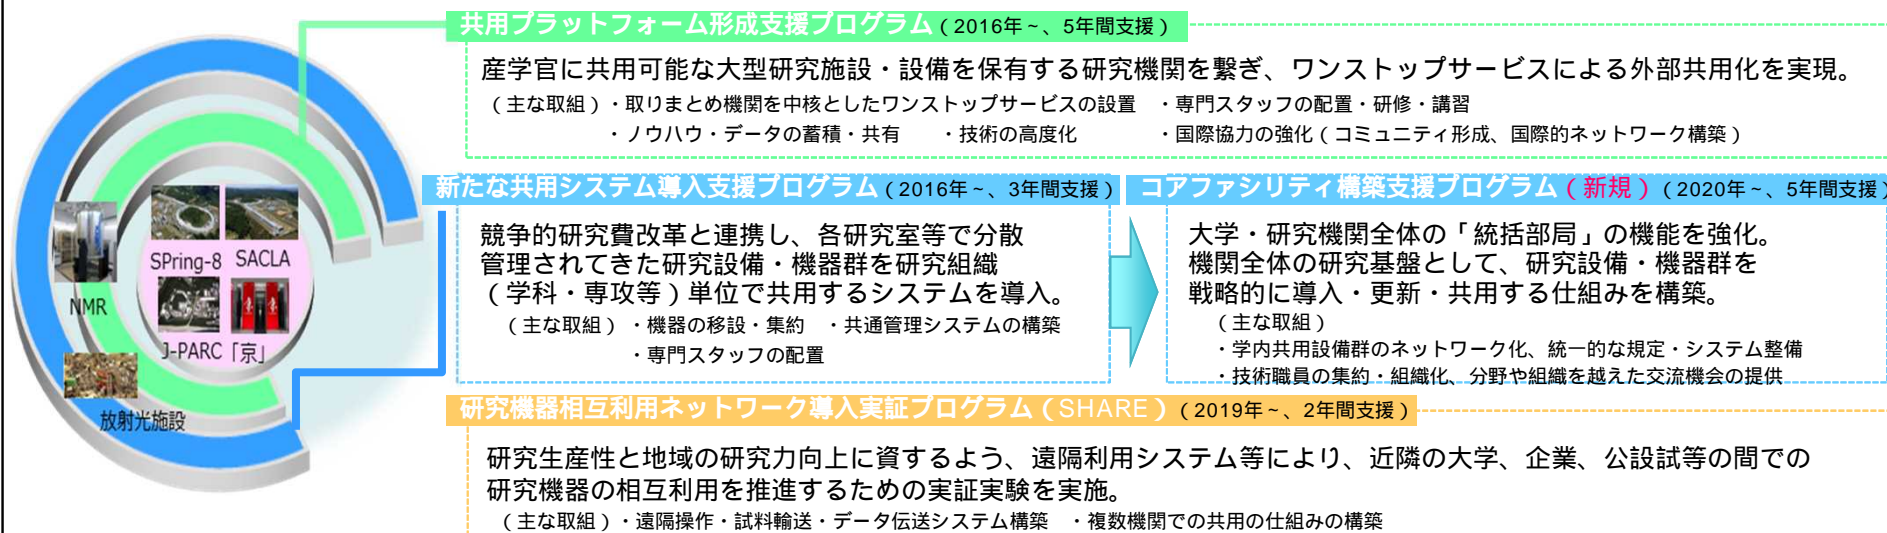 共用プラットフォーム形成支援プログラム（2016年～、5年間支援）
産学官に共用可能な大型研究施設・設備を保有する研究機関を繋ぎ、ワンストップサービスによる外部共用化を実現。
（主な取組）・取りまとめ機関を中核としたワンストップサービスの設置　・専門スタッフの配置・研修・講習
・ノウハウ・データの蓄積・共有　・技術の高度化　・国際協力の強化（コミュニティ形成、国際的ネットワーク構築）
新たな共用システム導入支援プログラム（2016年～、3年間支援）
競争的研究費改革と連携し、各研究室等で分散
管理されてきた研究設備・機器群を研究組織
（学科・専攻等）単位で共用するシステムを導入。
（主な取組）・機器の移設・集約　・共通管理システムの構築
・専門スタッフの配置
コアファシリティ構築支援プログラム（新規）（2020年～、5年間支援）
大学・研究機関全体の「統括部局」の機能を強化。
機関全体の研究基盤として、研究設備・機器群を
戦略的に導入・更新・共用する仕組みを構築。
（主な取組）
・学内共用設備群のネットワーク化、統一的な規定・システム整備
・技術職員の集約・組織化、分野や組織を越えた交流機会の提供
研究機器相互利用ネットワーク導入実証プログラム（SHARE）（2019年～、2年間支援）
研究生産性と地域の研究力向上に資するよう、遠隔利用システム等により、近隣の大学、企業、公設試等の間での
研究機器の相互利用を推進するための実証実験を実施。
（主な取組）・遠隔操作・試料輸送・データ伝送システム構築　・複数機関での共用の仕組みの構築
SPring-8 SACLA
NMR
J-PARC「京」
放射光施設